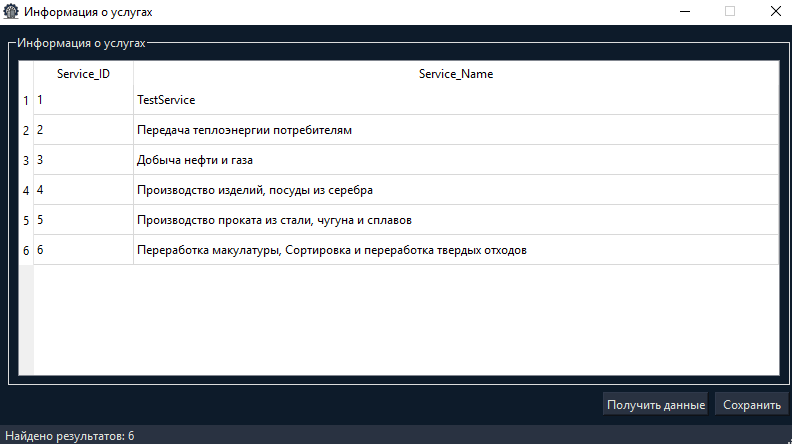 Информация о услугах
Информация о услугах
Service_ID Service_Name
1 1 TestService
2 2 Передача теплоэнергии потребителям
3 3 Добыча нефти и газа
4 4 Производство изделий, посуды из серебра
5 5 Производство проката из стали, чугуна и сплавов
6 6 Переработка макулатуры, Сортировка и переработка твердых отходов
Получить данные Сохранить
Найдено результатов: 6